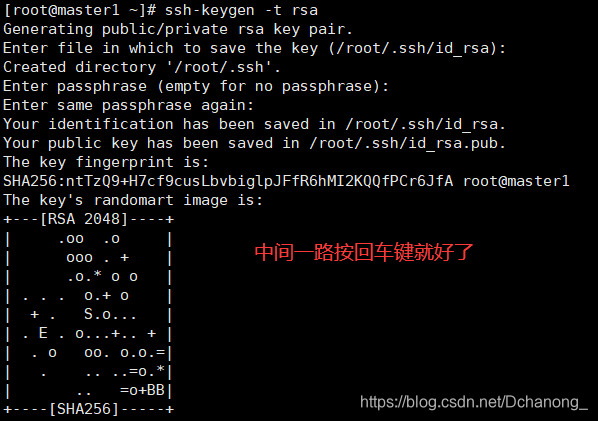 [root@master1 ~]# ssh-keygen -t rsa
Generating public/private rsa key pair.
Enter file in which to save the key (/root/.ssh/id_rsa):
Created directory '/root/.ssh'.
Enter passphrase (empty for no passphrase):
Enter same passphrase again:
Your identification has been saved in /root/.ssh/id_rsa.
Your public key has been saved in /root/.ssh/id_rsa.pub.
The key fingerprint is:
SHA256:ntTzQ9+H7cf9cusLbvbiglpJFfR6hMI2KQQfPCr6JfA root@master1
The key's randomart image is:
+---[RSA 2048]----+
|     .oo  .o     |
|      ooo . +    |
|      .o.* o o   |
| . . .  o.+ o    |
|  + .   S.o...   |
| . E . o...+.. + |
|  . o   oo. o.o.=|
|   .    .. ..=o.*|
|       ..   =o+BB|
+----[SHA256]-----+
中间一路按回车键就好了
https://blog.csdn.net/Dchanong_